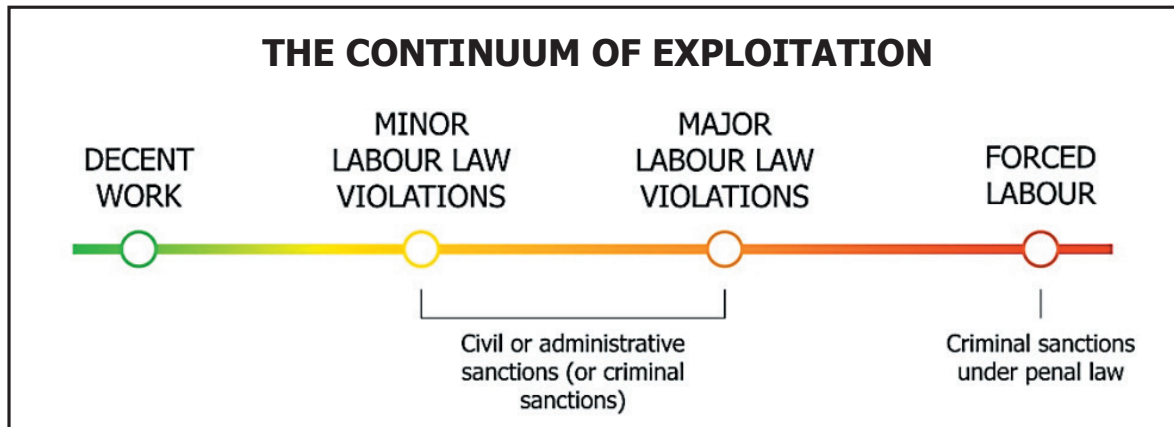 THE CONTINUUM OF EXPLOITATION
DECENT
WORK
MINOR
LABOUR LAW
VIOLATIONS
MAJOR
LABOUR LAW
VIOLATIONS
FORCED
LABOUR
Civil or administrative
sanctions (or criminal
sanctions)
Criminal sanctions
under penal law